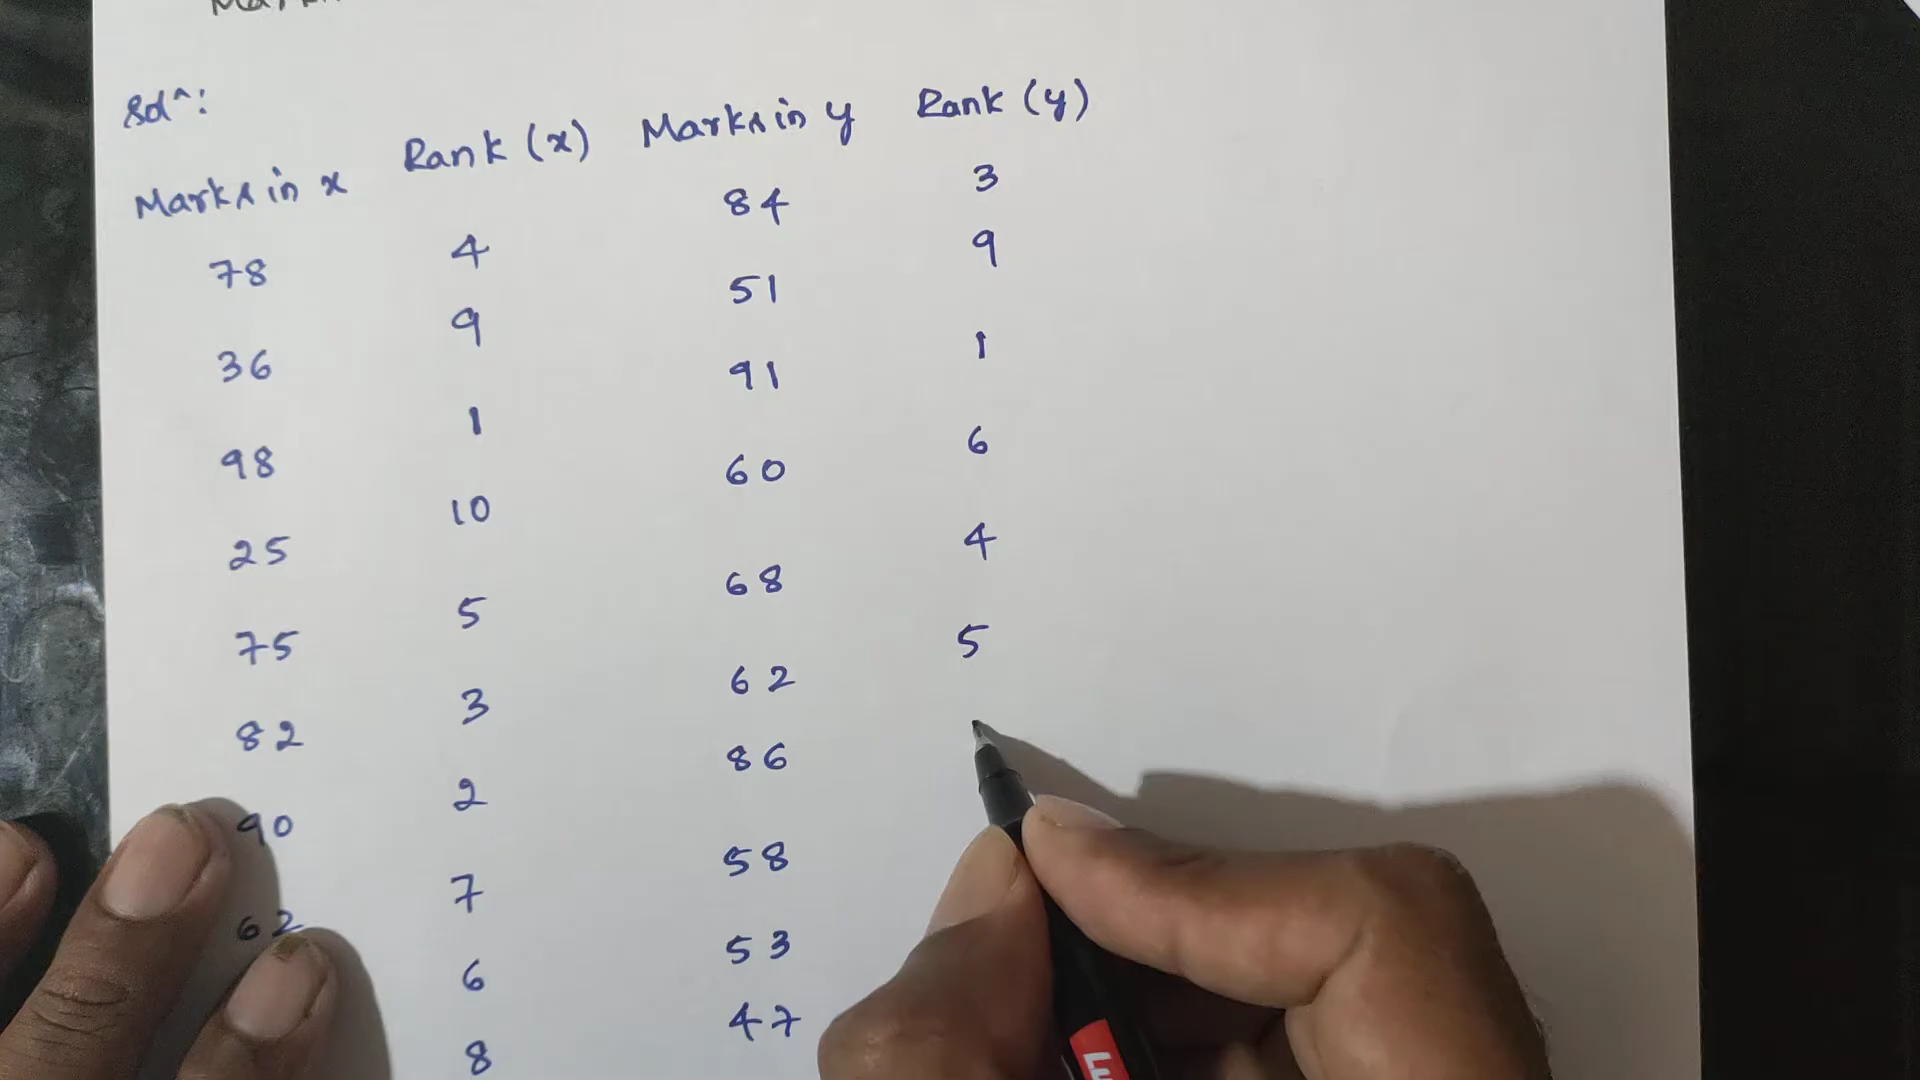 Soln:
Marks in x Rank (x) Marks in y Rank (y)
78 4 84 3
36 9 51 9
98 1 91 1
25 10 60 6
75 5 68 4
82 3 62 5
90 2 86
62 7 58
6 53
8 47